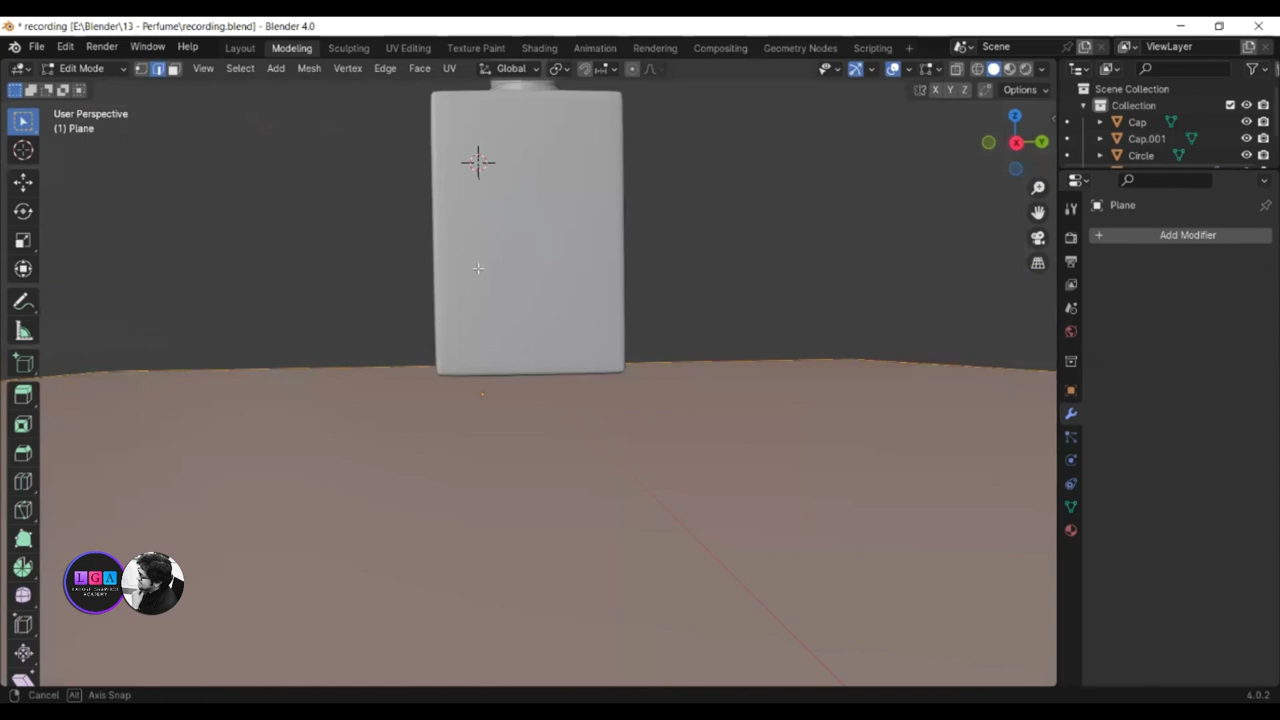 * recording [E:\Blender\13 - Perfume\recording.blend] - Blender 4.0
File Edit Render Window Help Layout Modeling Sculpting UV Editing Texture Paint Shading Animation Rendering Compositing Geometry Nodes Scripting + Scene ViewLayer
Edit Mode View Select Add Mesh Vertex Edge Face UV Global
X Y Z Options
User Perspective
(1) Plane
Scene Collection
Collection
Cap
Cap.001
Circle
Z
Y
X
Plane
+ Add Modifier
LGA
Cancel Alt Axis Snap 4.0.2